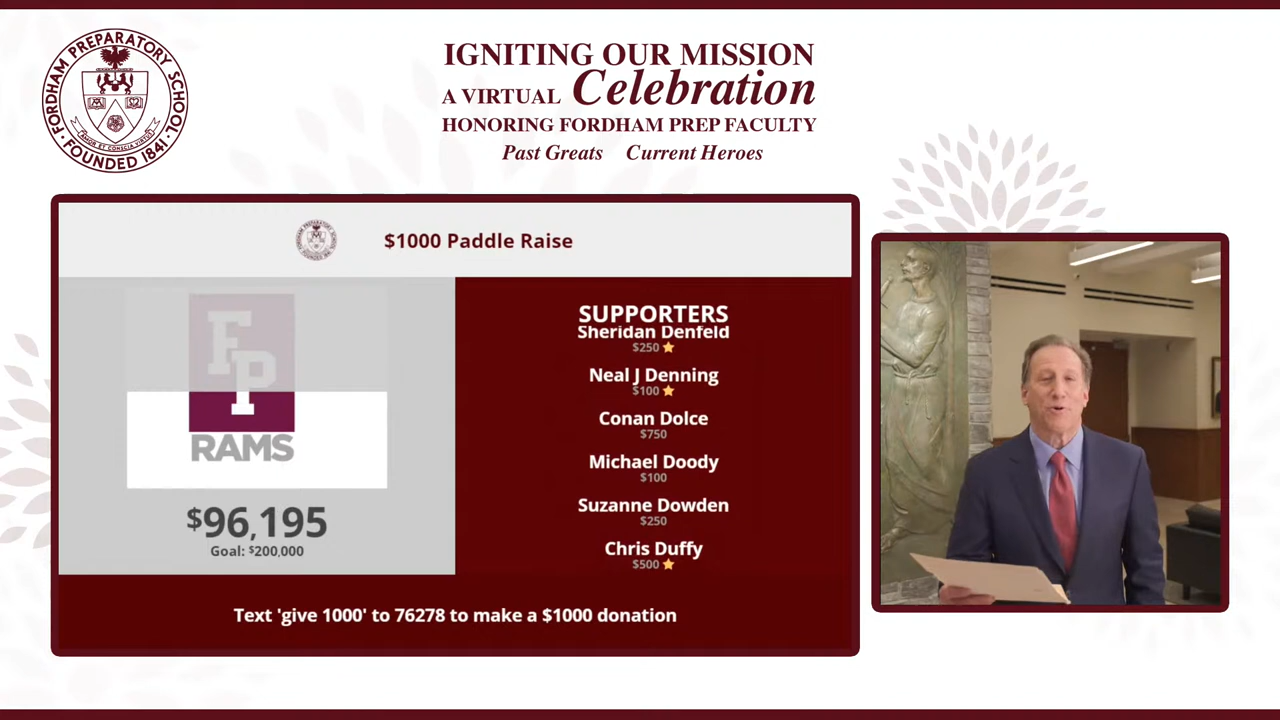 FORDHAM PREPARATORY SCHOOL
FOUNDED 1841
IGNITING OUR MISSION
A VIRTUAL Celebration
HONORING FORDHAM PREP FACULTY
Past Greats Current Heroes
$1000 Paddle Raise
FP
RAMS
$96,195
Goal: $200,000
SUPPORTERS
Sheridan Denfeld
$250
Neal J Denning
$100
Conan Dolce
$750
Michael Doody
$100
Suzanne Dowden
$250
Chris Duffy
$500
Text 'give 1000' to 76278 to make a $1000 donation